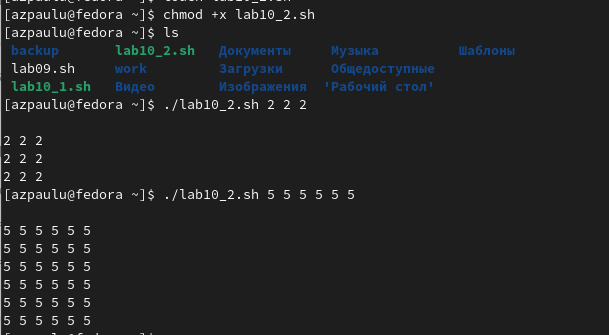 [azpaulu@fedora ~]$ chmod +x lab10_2.sh
[azpaulu@fedora ~]$ ls
backup lab10_2.sh Документы Музыка Шаблоны
lab09.sh work Загрузки Общедоступные
lab10_1.sh Видео Изображения 'Рабочий стол'
[azpaulu@fedora ~]$ ./lab10_2.sh 2 2 2
2 2 2
2 2 2
2 2 2
[azpaulu@fedora ~]$ ./lab10_2.sh 5 5 5 5 5 5
5 5 5 5 5 5
5 5 5 5 5 5
5 5 5 5 5 5
5 5 5 5 5 5
5 5 5 5 5 5
5 5 5 5 5 5